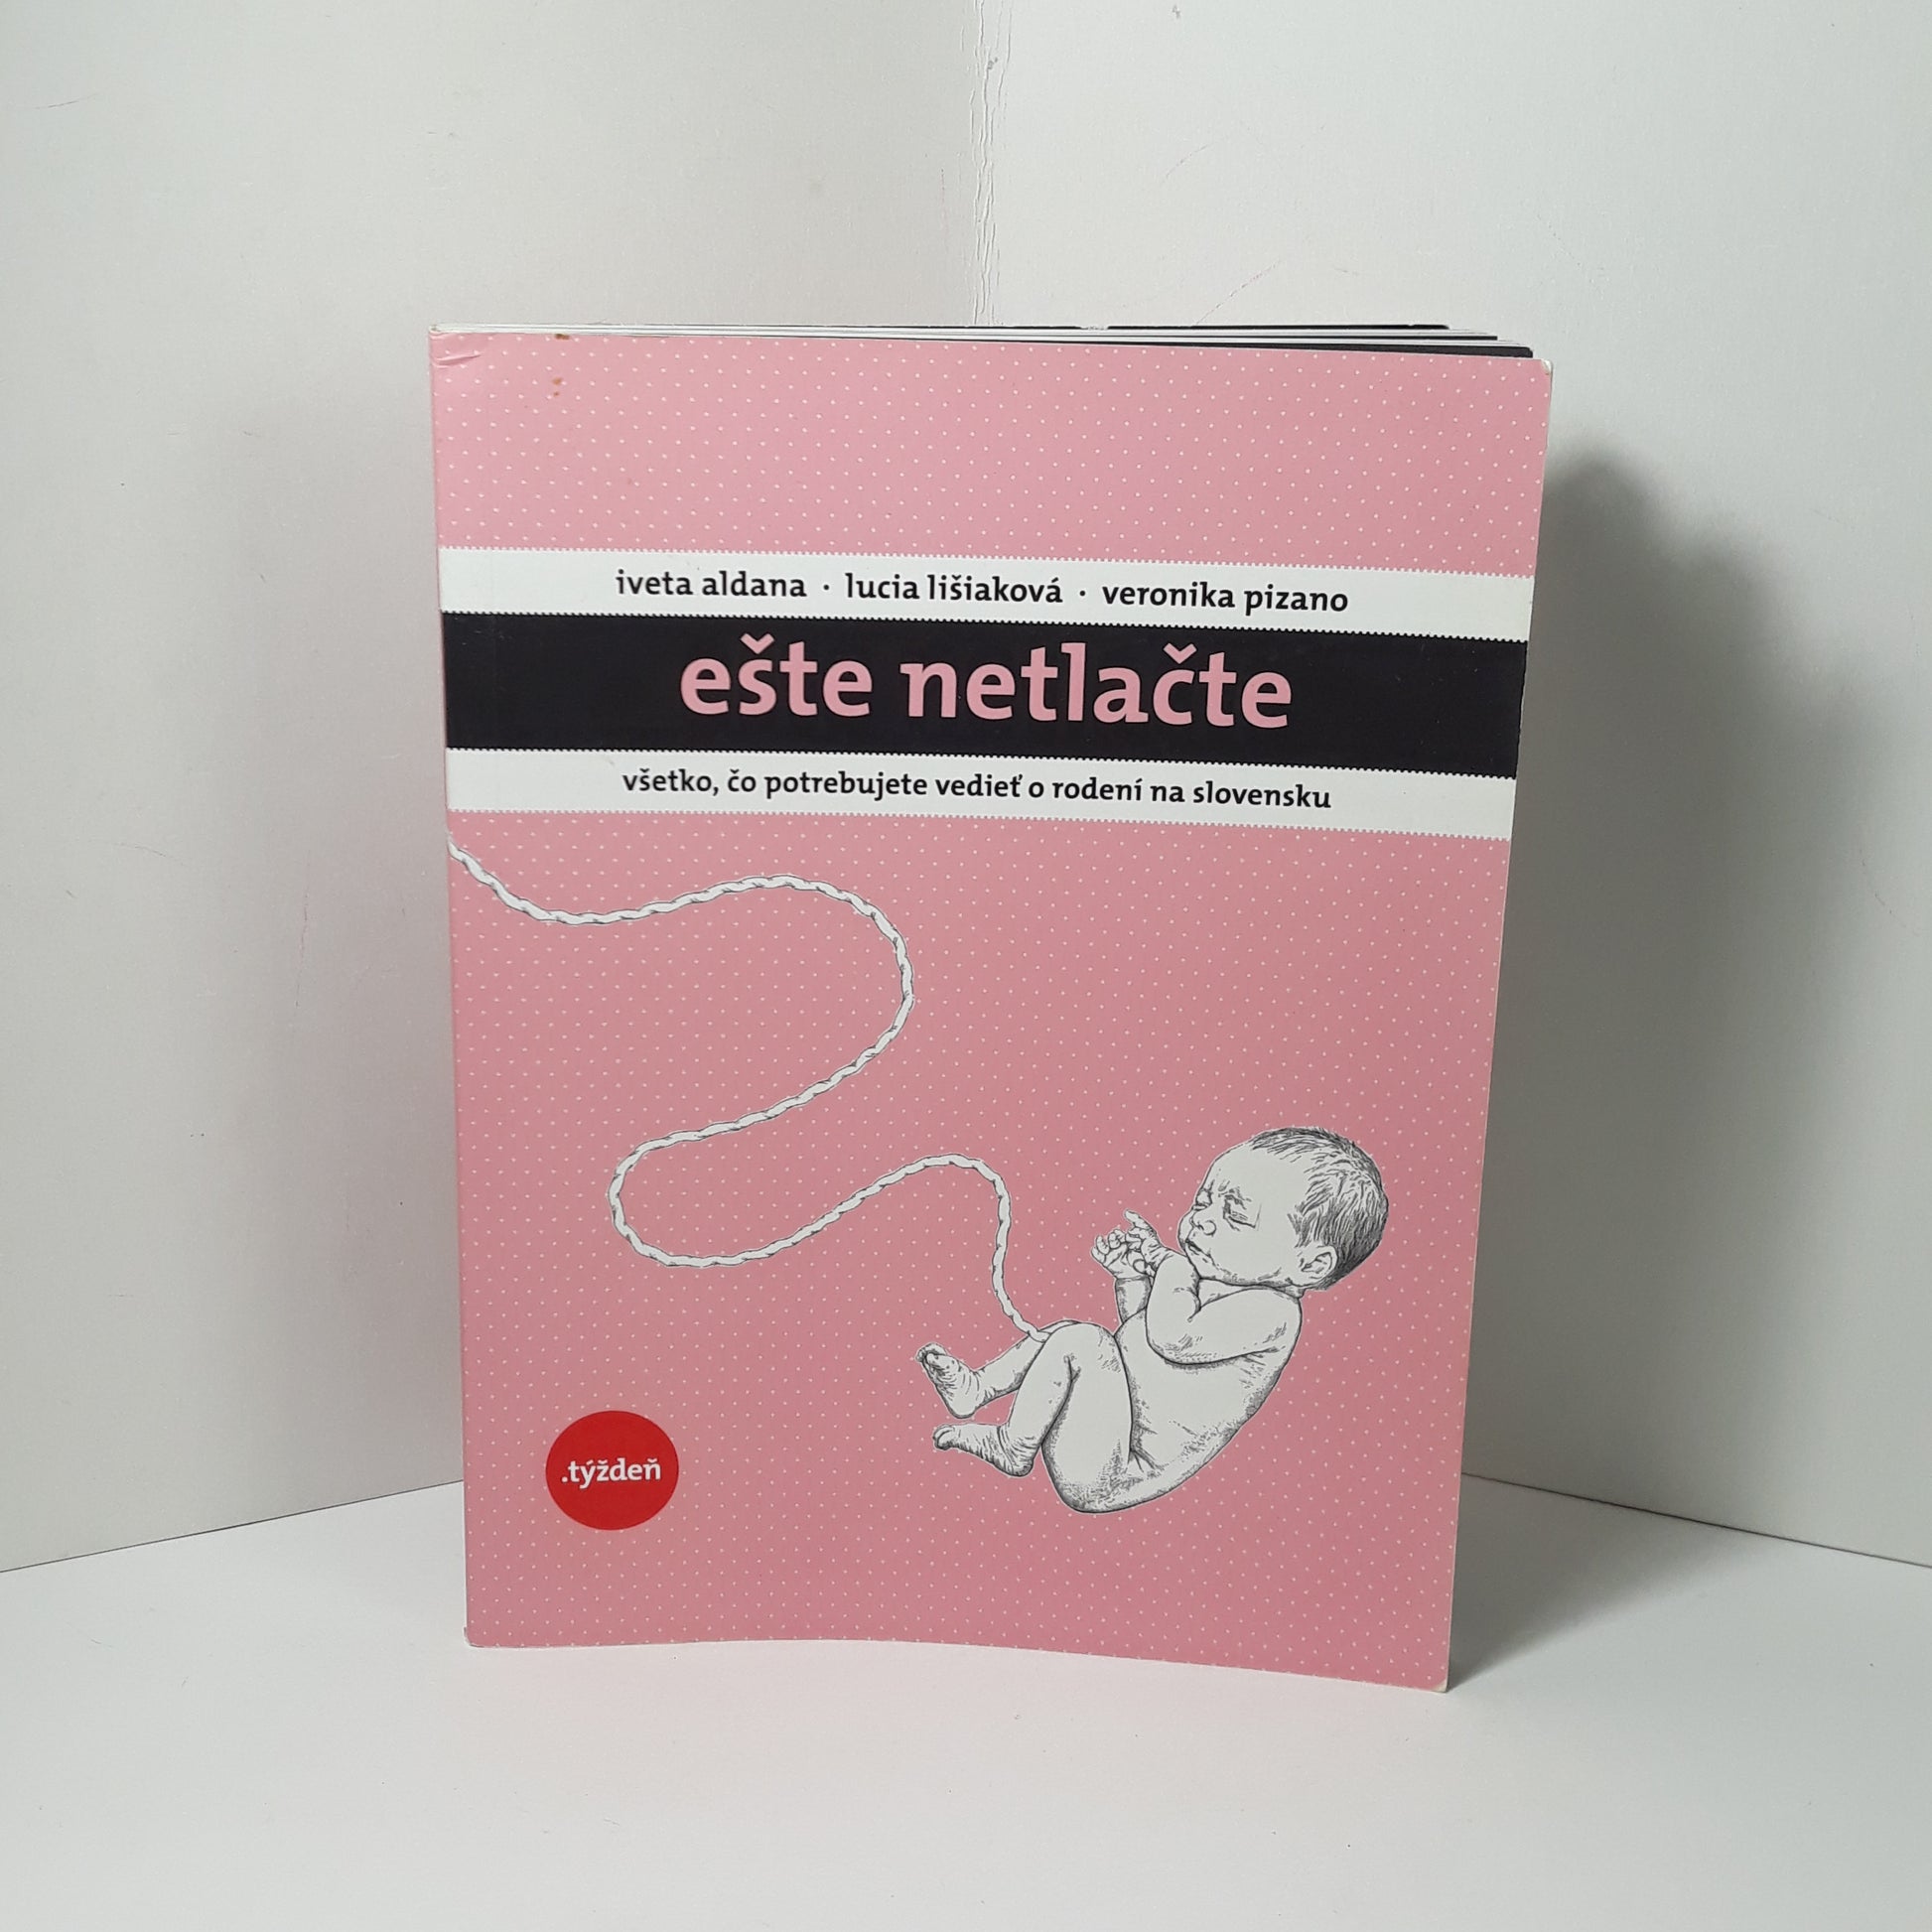 iveta aldana · lucia lišiaková · veronika pizano
ešte netlačte
všetko, čo potrebujete vedieť o rodení na slovensku
.týždeň